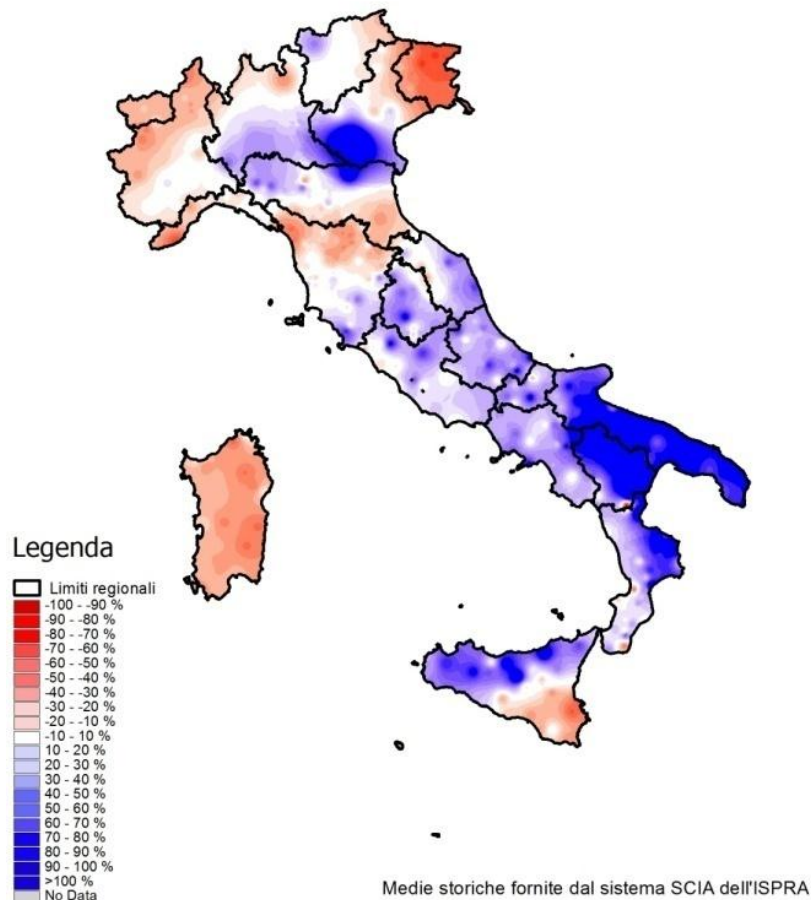 Legenda
Limiti regionali
-100 - -90 %
-90 - -80 %
-80 - -70 %
-70 - -60 %
-60 - -50 %
-50 - -40 %
-40 - -30 %
-30 - -20 %
-20 - -10 %
-10 - 10 %
10 - 20 %
20 - 30 %
30 - 40 %
40 - 50 %
50 - 60 %
60 - 70 %
70 - 80 %
80 - 90 %
90 - 100 %
>100 %
No Data
Medie storiche fornite dal sistema SCIA dell'ISPRA